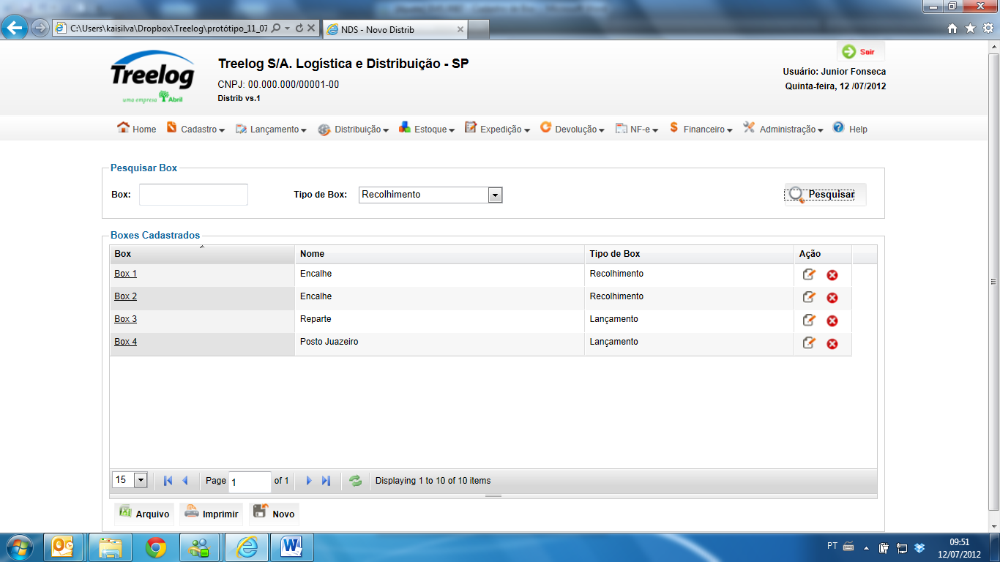 C:\Users\kaisilva\Dropbox\Treelog\protótipo_11_07
NDS - Novo Distrib
Treelog
uma empresa Abril
Treelog S/A. Logística e Distribuição - SP
CNPJ: 00.000.000/00001-00
Distrib vs.1
Sair
Usuário: Junior Fonseca
Quinta-feira, 12 /07/2012
Home Cadastro Lançamento Distribuição Estoque Expedição Devolução NF-e Financeiro Administração Help
Pesquisar Box
Box: Tipo de Box: Recolhimento Pesquisar
Boxes Cadastrados
Box Nome Tipo de Box Ação
Box 1 Encalhe Recolhimento
Box 2 Encalhe Recolhimento
Box 3 Reparte Lançamento
Box 4 Posto Juazeiro Lançamento
15 Page 1 of 1 Displaying 1 to 10 of 10 items
Arquivo Imprimir Novo
PT 09:51
12/07/2012